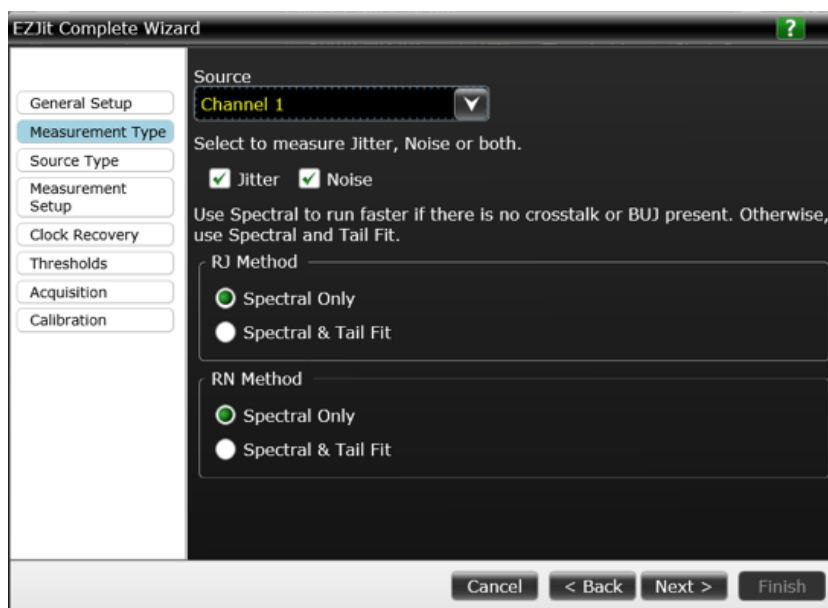 EZJit Complete Wizard
?
General Setup
Measurement Type
Source Type
Measurement
Setup
Clock Recovery
Thresholds
Acquisition
Calibration
Source
Channel 1
Select to measure Jitter, Noise or both.
Jitter
Noise
Use Spectral to run faster if there is no crosstalk or BUJ present. Otherwise,
use Spectral and Tail Fit.
RJ Method
Spectral Only
Spectral & Tail Fit
RN Method
Spectral Only
Spectral & Tail Fit
Cancel
< Back
Next >
Finish